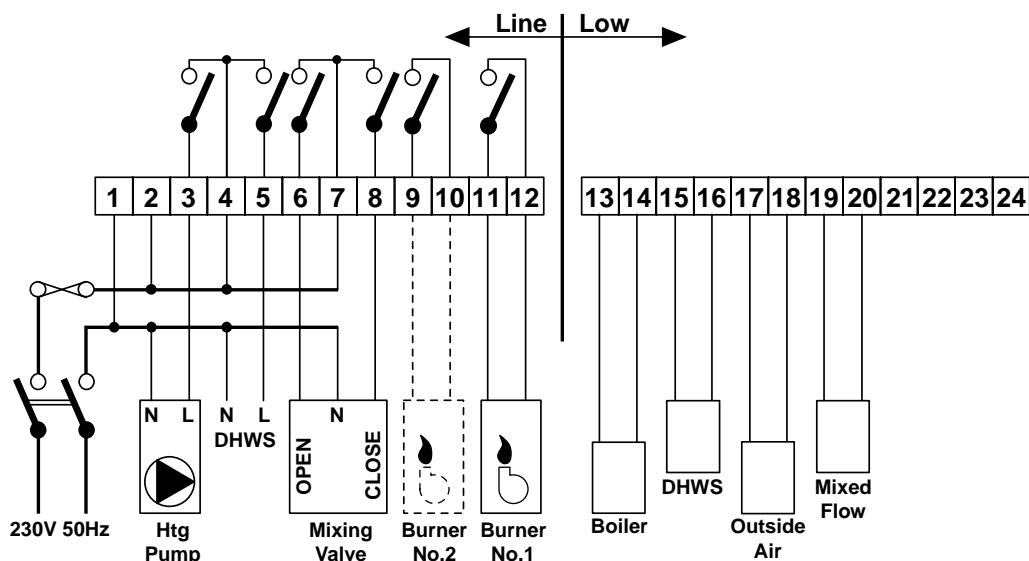 Line Low
1 2 3 4 5 6 7 8 9 10 11 12 13 14 15 16 17 18 19 20 21 22 23 24
N L N L N
DHWS
OPEN
CLOSE
230V 50Hz
Htg
Pump
Mixing
Valve
Burner
No.2
Burner
No.1
Boiler
DHWS
Outside
Air
Mixed
Flow